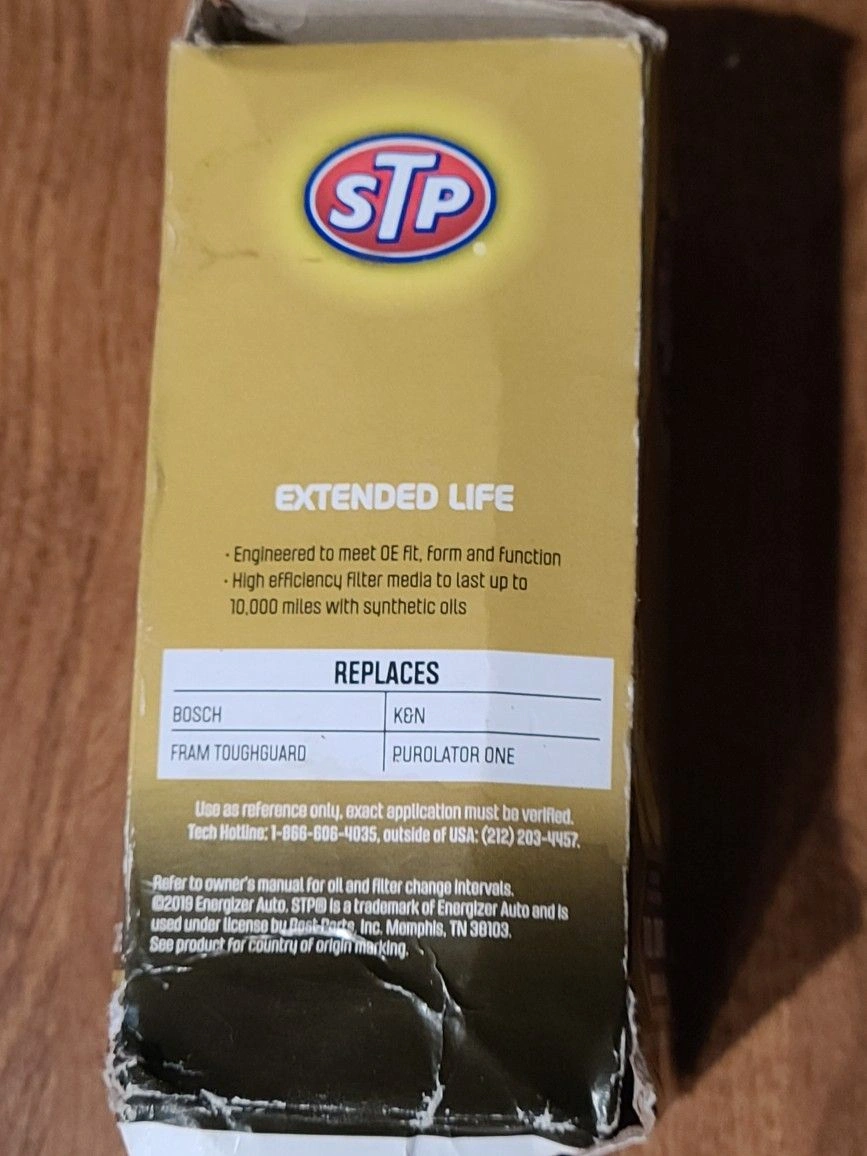 STP
EXTENDED LIFE
· Engineered to meet OE fit, form and function
· High efficiency filter media to last up to
10,000 miles with synthetic oils
REPLACES
BOSCH K&N
FRAM TOUGHGUARD PUROLATOR ONE
Use as reference only, exact application must be verified.
Tech Hotline: 1-866-606-4035, outside of USA: (212) 203-4457.
Refer to owner's manual for oil and filter change intervals.
©2019 Energizer Auto. STP® is a trademark of Energizer Auto and is
used under license by Best Parts, Inc. Memphis, TN 38103.
See product for country of origin marking.